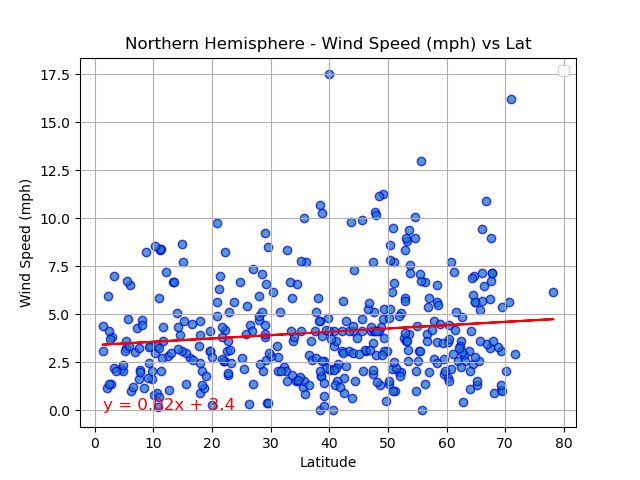 Northern Hemisphere - Wind Speed (mph) vs Lat
17.5
15.0
12.5
10.0
7.5
5.0
2.5
0.0
Wind Speed (mph)
y = 0.02x + 3.4
0 10 20 30 40 50 60 70 80
Latitude